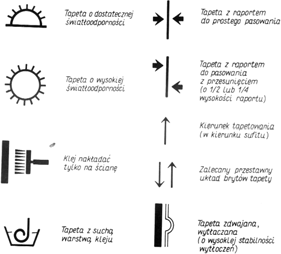 Tapeta o dostatecznej
światłoodporności
Tapeta o wysokiej
światłoodporności
Klej nakładać
tylko na ścianę
Tapeta z suchą
warstwą kleju
Tapeta z raportem
do prostego pasowania
Tapeta z raportem
do pasowania
z przesunięciem
(o 1/2 lub 1/4
wysokości raportu)
Kierunek tapetowania
(w kierunku sufitu)
Zalecany przestawny
układ brytów tapety
Tapeta zdwajana,
wytłaczana
(o wysokiej stabilności
wytłoczeń)